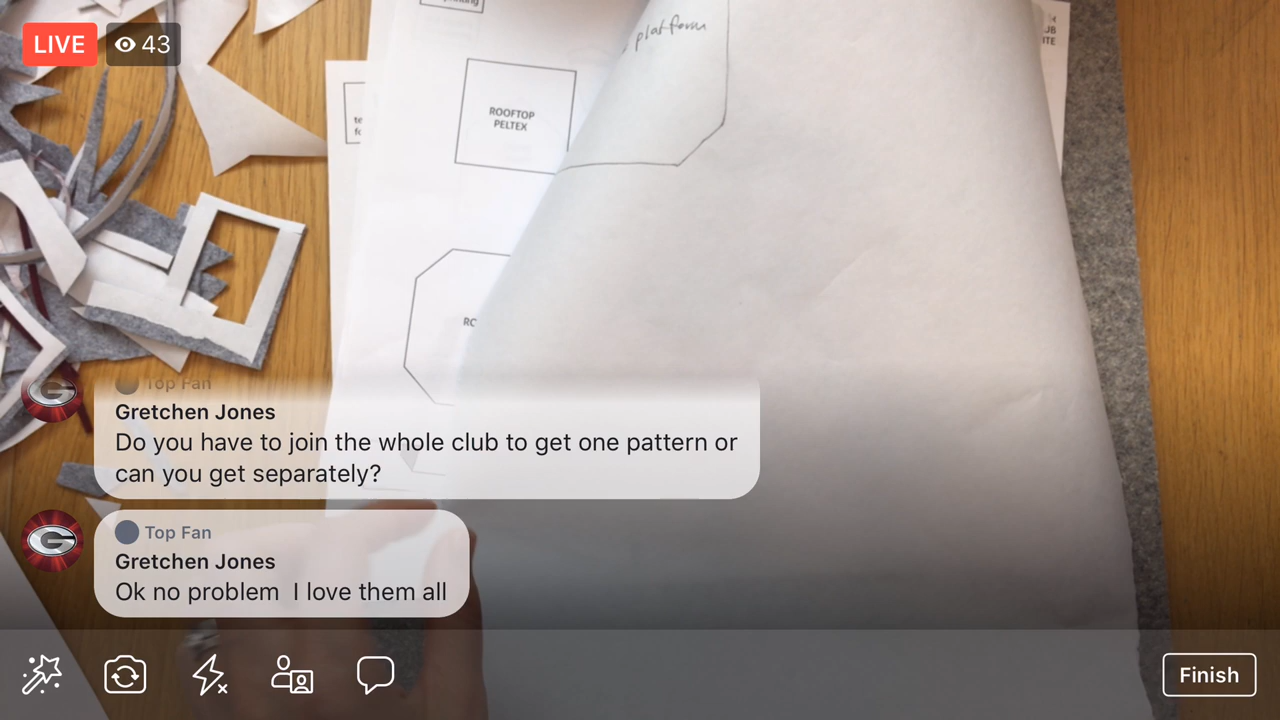 LIVE
43
platform
ROOFTOP
PELTEX
Top Fan
Gretchen Jones
Do you have to join the whole club to get one pattern or
can you get separately?
Top Fan
Gretchen Jones
Ok no problem I love them all
Finish